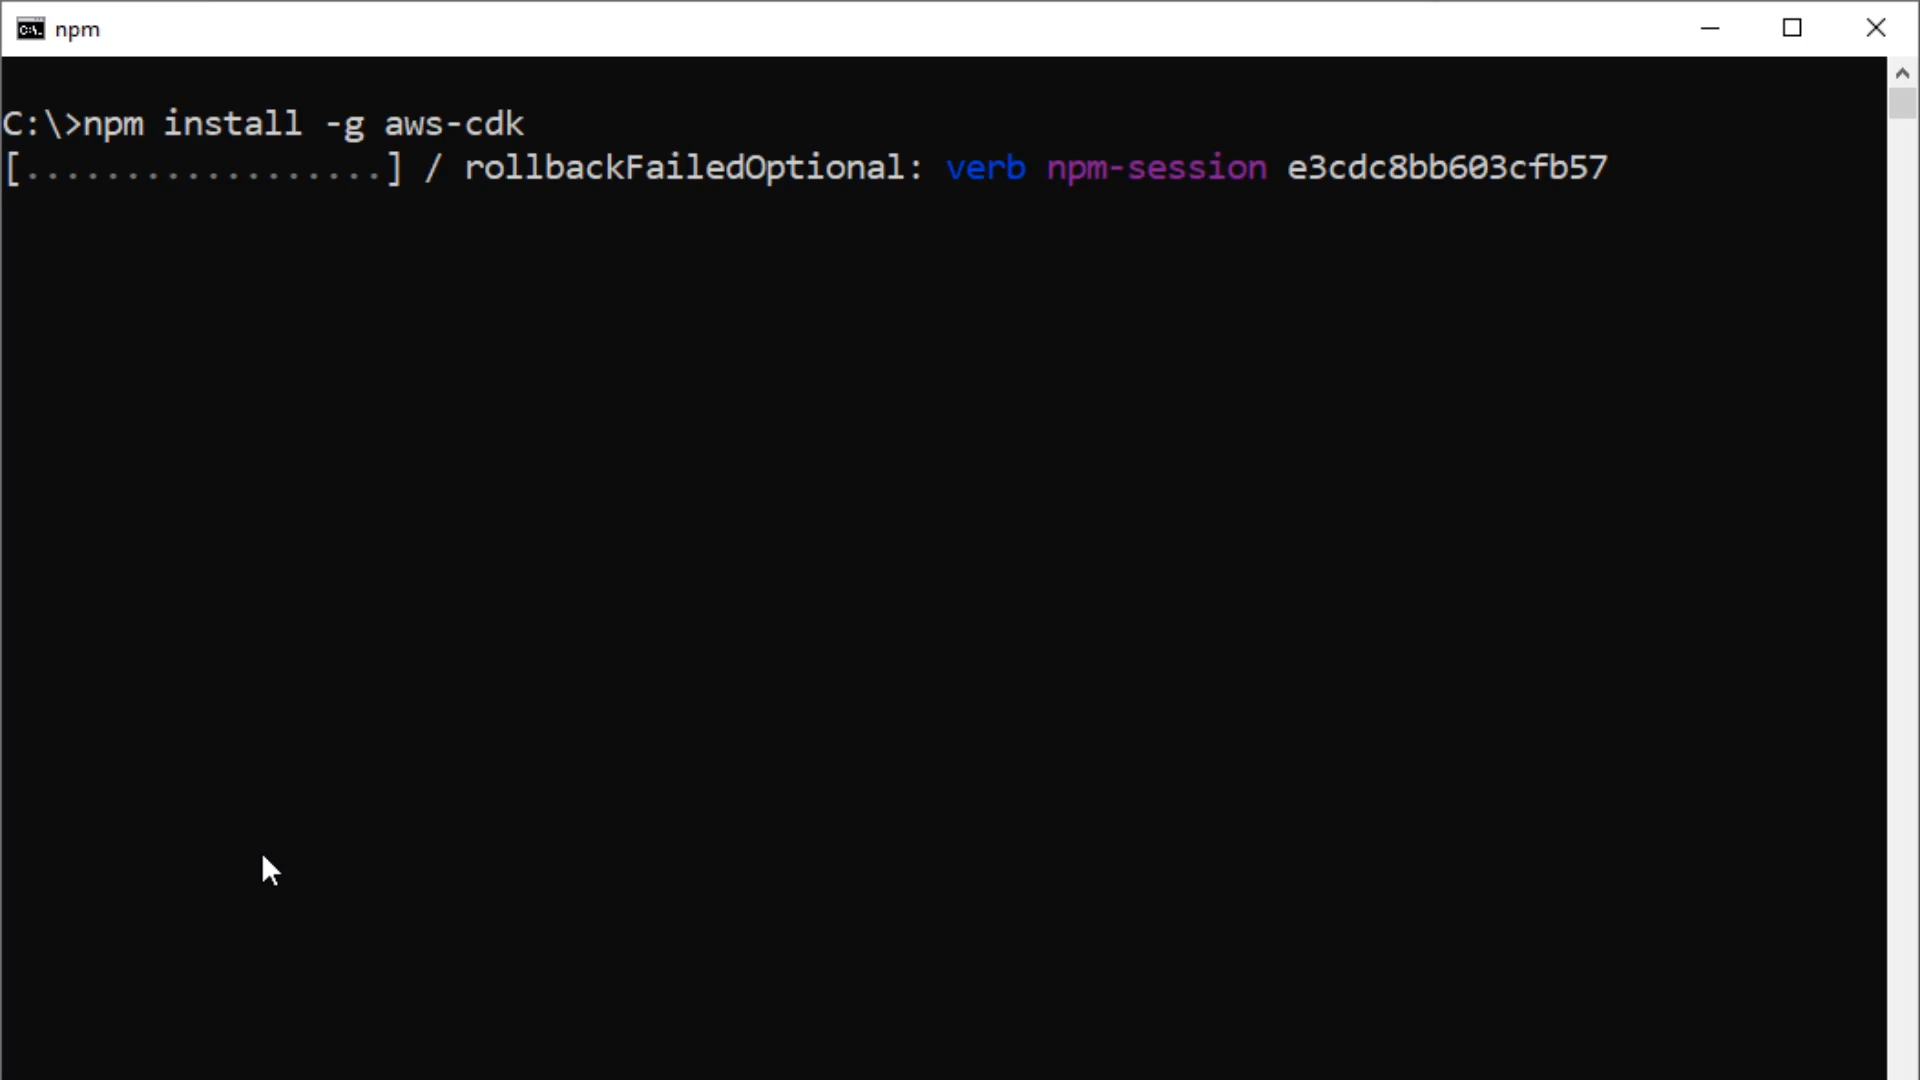 npm
C:\>npm install -g aws-cdk
[..................] / rollbackFailedOptional: verb npm-session e3cdc8bb603cfb57